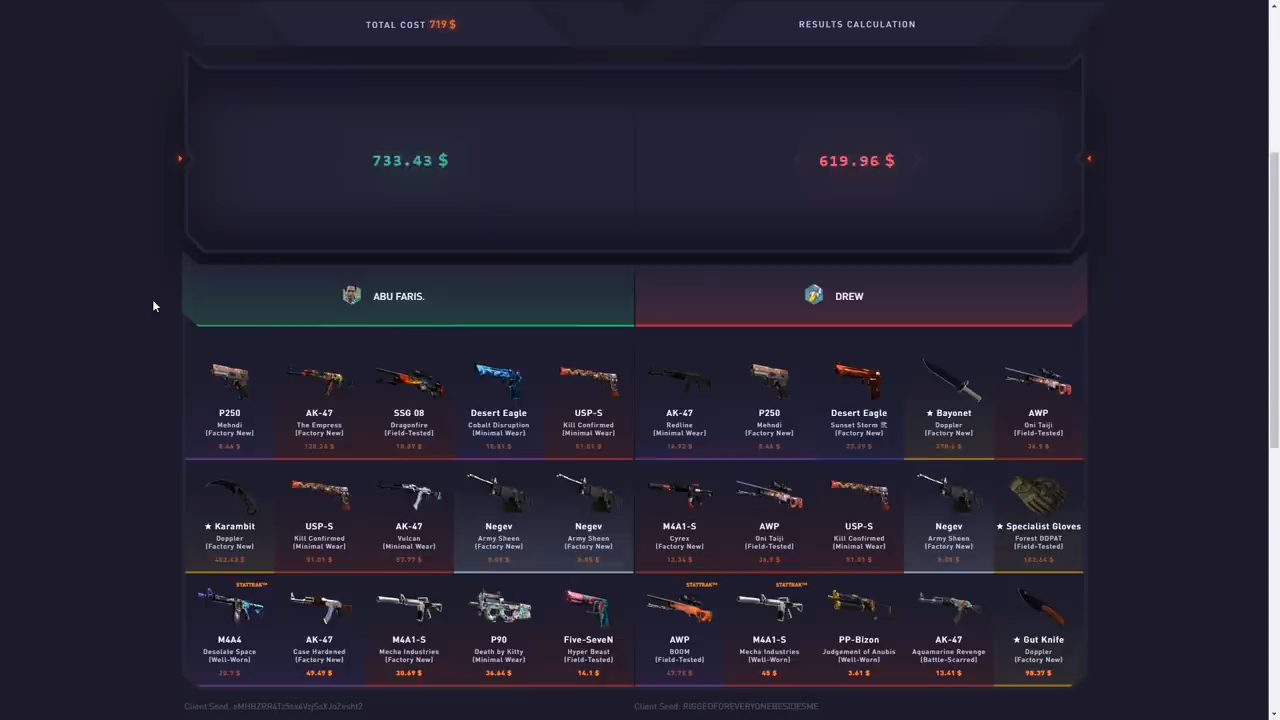 TOTAL COST 719 $
RESULTS CALCULATION
733.43 $
619.96 $
ABU FARIS.
DREW
P250 AK-47 SSG 08 Desert Eagle USP-S AK-47 P250 Desert Eagle ★ Bayonet AWP
Mehndi The Empress Dragonfire Cobalt Disruption Kill Confirmed Redline Mehndi Sunset Storm 弐 Doppler Oni Taiji
(Factory New) (Factory New) (Field-Tested) (Minimal Wear) (Minimal Wear) (Minimal Wear) (Factory New) (Factory New) (Factory New) (Field-Tested)
★ Karambit USP-S AK-47 Negev Negev M4A1-S AWP USP-S Negev ★ Specialist Gloves
Doppler Kill Confirmed Vulcan Army Sheen Army Sheen Cyrex Oni Taiji Kill Confirmed Army Sheen Forest DDPAT
(Factory New) (Minimal Wear) (Minimal Wear) (Factory New) (Factory New) (Factory New) (Field-Tested) (Minimal Wear) (Factory New) (Field-Tested)
STATTRAK™ STATTRAK™ STATTRAK™
M4A4 AK-47 M4A1-S P90 Five-SeveN AWP M4A1-S PP-Bizon AK-47 ★ Gut Knife
Desolate Space Case Hardened Mecha Industries Death by Kitty Hyper Beast BOOM Mecha Industries Judgement of Anubis Aquamarine Revenge Doppler
(Well-Worn) (Factory New) (Factory New) (Minimal Wear) (Field-Tested) (Field-Tested) (Well-Worn) (Well-Worn) (Battle-Scarred) (Factory New)
49.49 $ 30.69 $ 36.64 $ 14.1 $ 47.78 $ 45 $ 3.61 $ 13.41 $ 98.37 $
Client Seed: Client Seed: RIGGEDFOREVERYONEBESIDESME